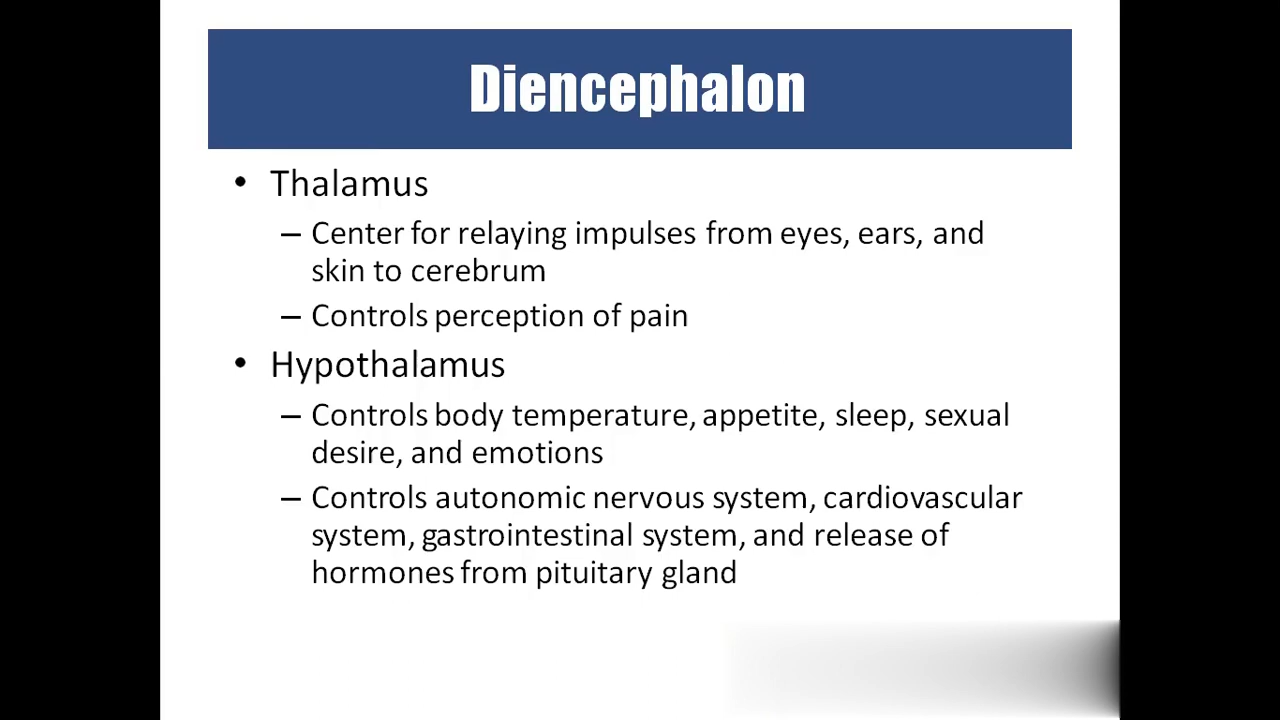 Diencephalon
• Thalamus
– Center for relaying impulses from eyes, ears, and
skin to cerebrum
– Controls perception of pain
• Hypothalamus
– Controls body temperature, appetite, sleep, sexual
desire, and emotions
– Controls autonomic nervous system, cardiovascular
system, gastrointestinal system, and release of
hormones from pituitary gland